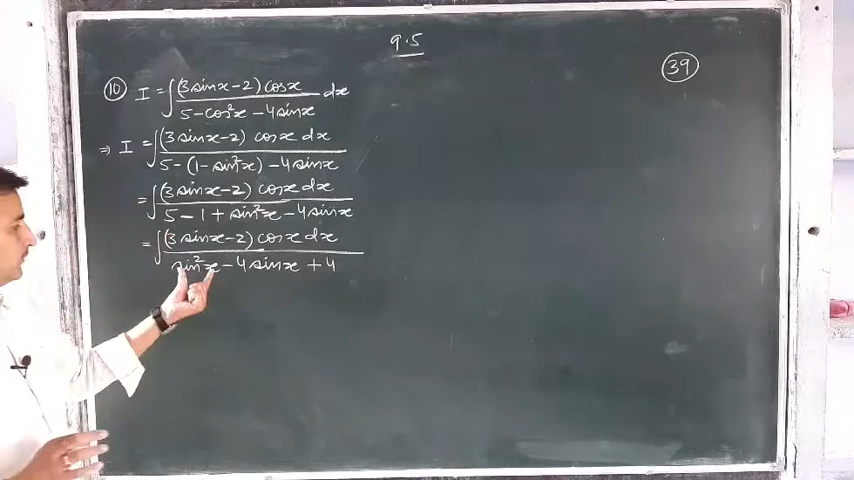 9.5
39
10 I = ∫ (3sinx-2) cosx / 5-cos²x - 4sinx dx
⇒ I = ∫ (3sinx-2) cosx dx / 5-(1-sin²x) - 4sinx
= ∫ (3sinx-2) cosx dx / 5-1+sin²x - 4sinx
= ∫ (3sinx-2) cosx dx / sin²x - 4sinx + 4